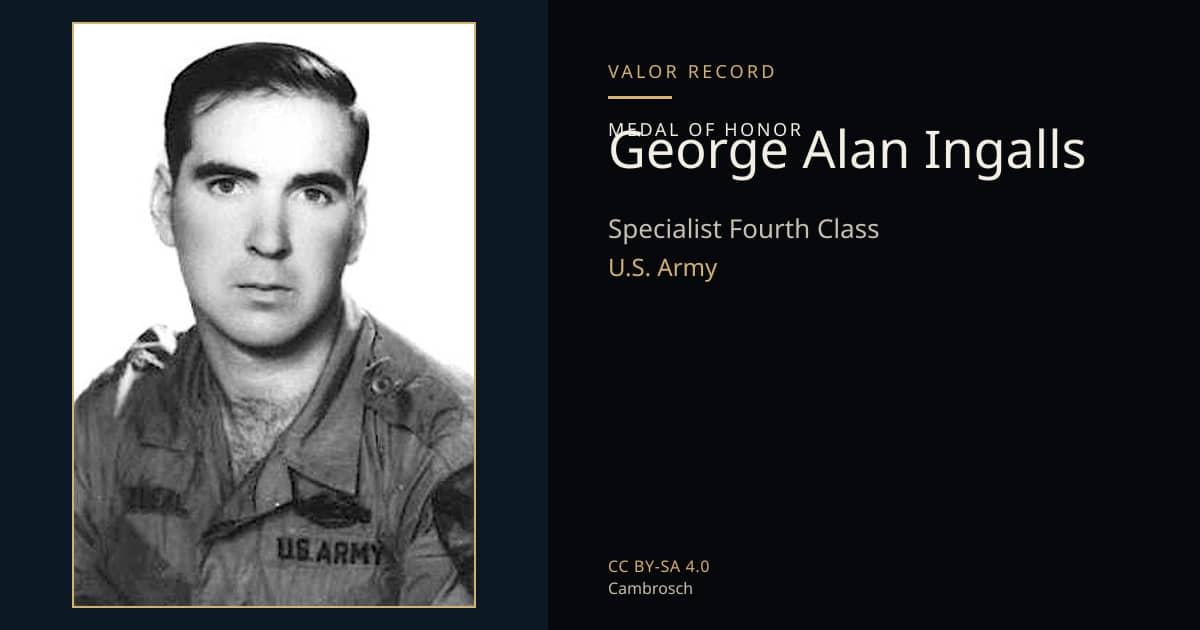 VALOR RECORD
MEDAL OF HONOR
George Alan Ingalls
Specialist Fourth Class
U.S. Army
U.S. ARMY
CC BY-SA 4.0
Cambrosch